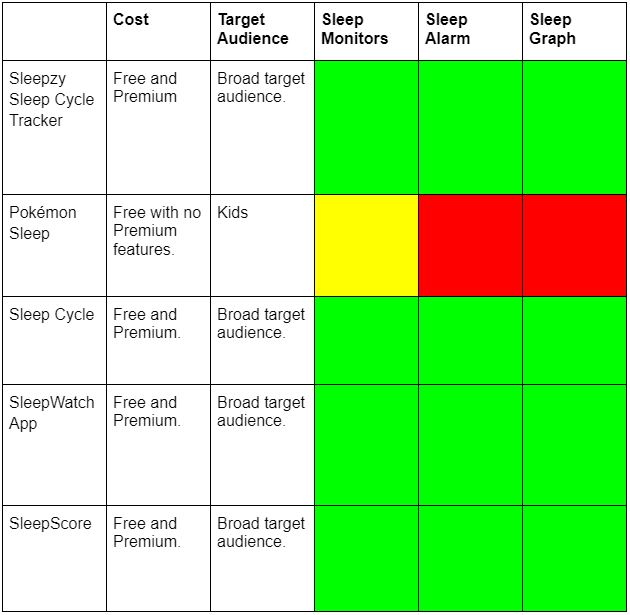 Cost
Target
Audience
Sleep
Monitors
Sleep
Alarm
Sleep
Graph
Sleepzy
Sleep Cycle
Tracker
Free and
Premium
Broad target
audience.
Pokémon
Sleep
Free with no
Premium
features.
Kids
Sleep Cycle
Free and
Premium.
Broad target
audience.
SleepWatch
App
Free and
Premium.
Broad target
audience.
SleepScore
Free and
Premium.
Broad target
audience.